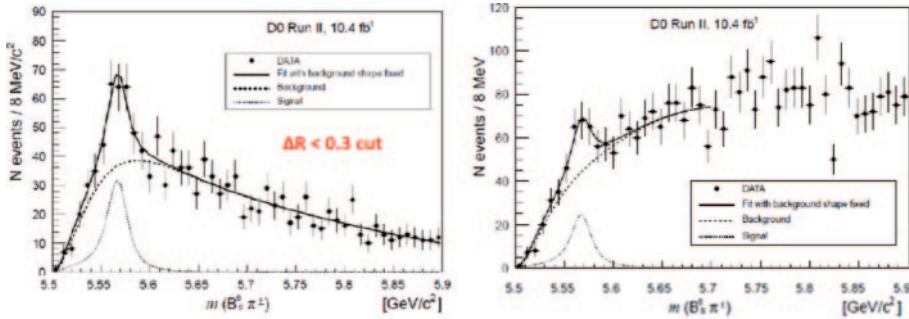 D0 Run II, 10.4 fb¹
N events / 8 MeV/c²
90
80
70
60
50
40
30
20
10
0
DATA
Fit with background shape fixed
Background
Signal
ΔR < 0.3 cut
5.5 5.55 5.6 5.65 5.7 5.75 5.8 5.85 5.9
m (B⁰ₛ π±) [GeV/c²]
D0 Run II, 10.4 fb¹
N events / 8 MeV
120
100
80
60
40
20
0
DATA
Fit with background shape fixed
Background
Signal
5.5 5.55 5.6 5.65 5.7 5.75 5.8 5.85 5.9
m (B⁰ₛ π±) [GeV/c²]